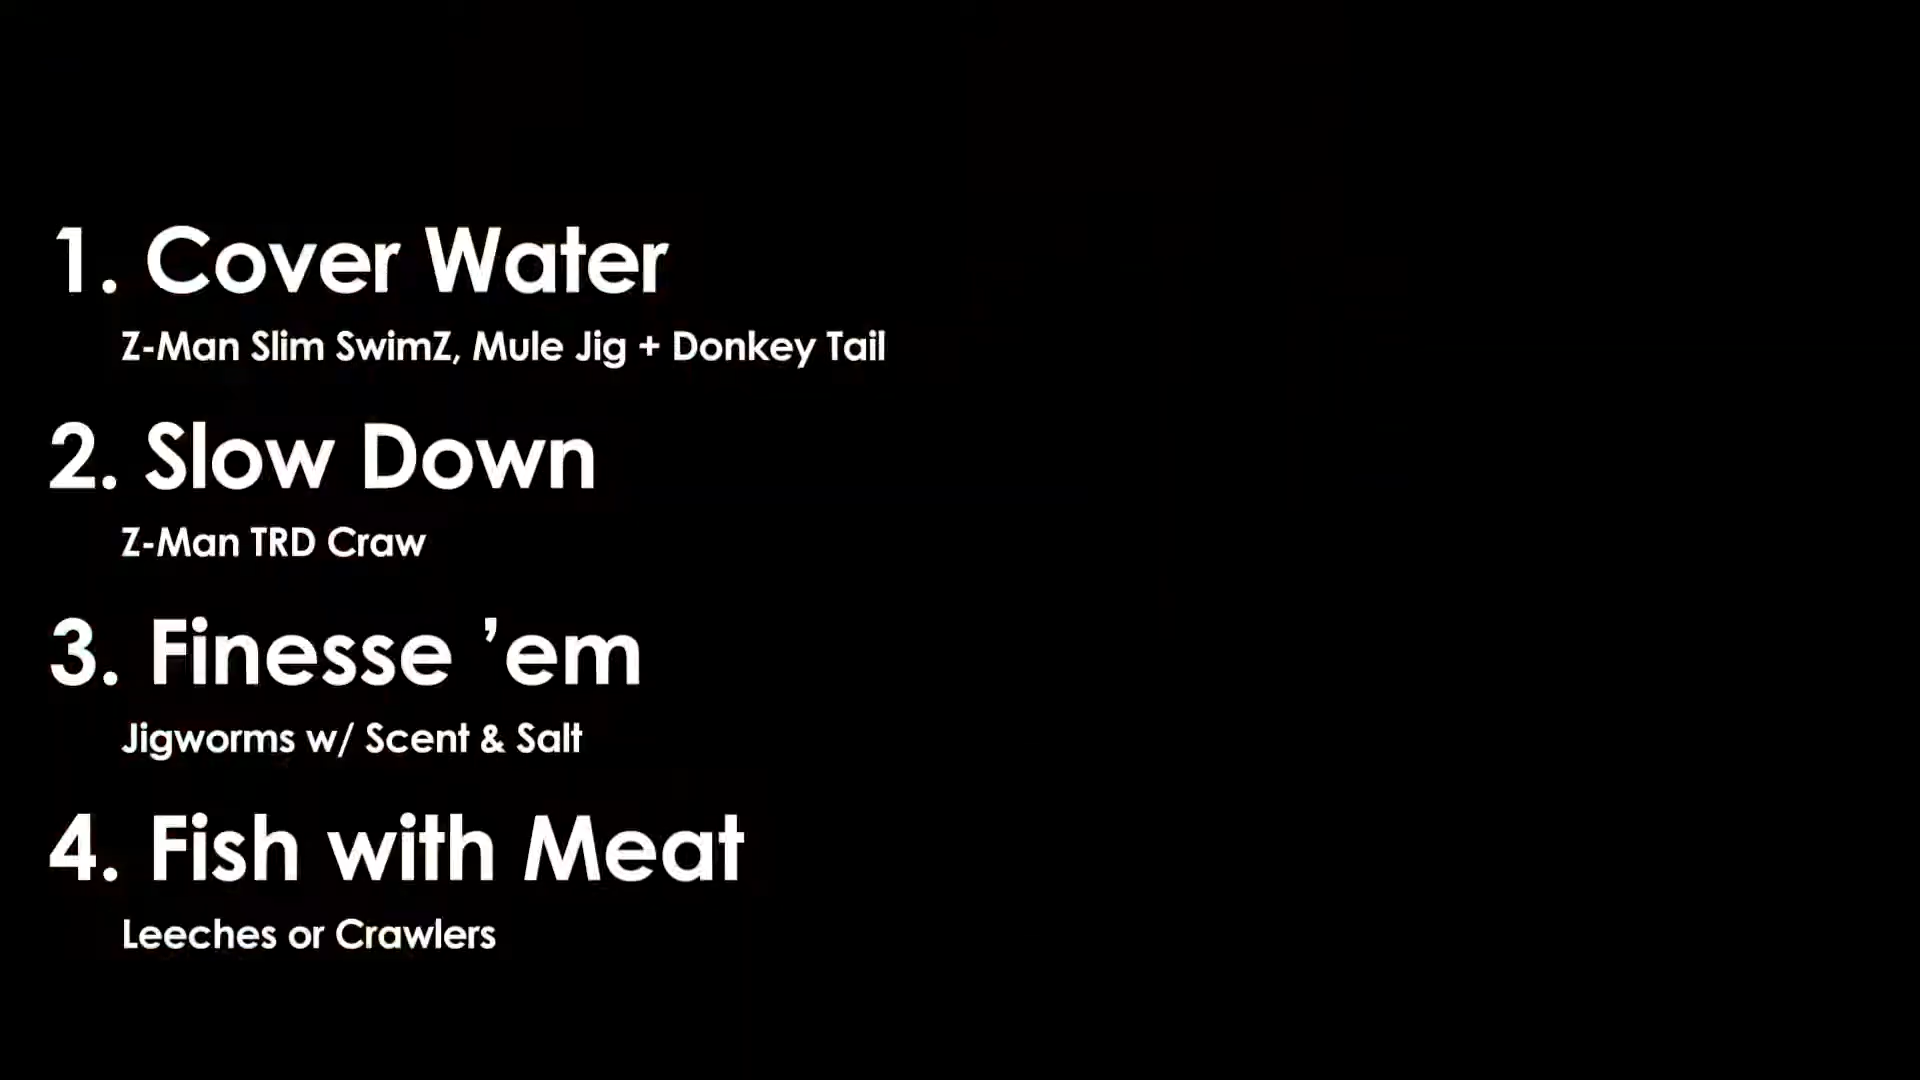 1. Cover Water
Z-Man Slim SwimZ, Mule Jig + Donkey Tail
2. Slow Down
Z-Man TRD Craw
3. Finesse ’em
Jigworms w/ Scent & Salt
4. Fish with Meat
Leeches or Crawlers